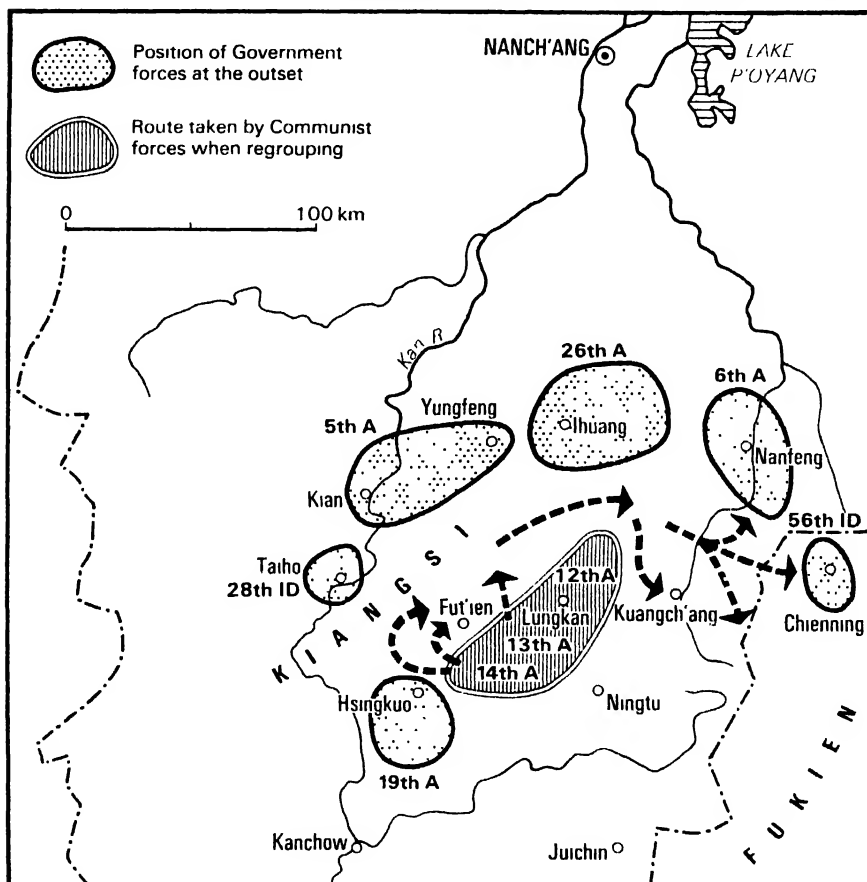 Position of Government
forces at the outset
Route taken by Communist
forces when regrouping
0 100 km
NANCH'ANG
LAKE
P'OYANG
Kan R
26th A
6th A
5th A
Yungfeng
Ihuang
Nanfeng
Kian
56th ID
Taiho
28th ID
KIANGSI
Fut'ien
12th A
Lungkan
Kuangch'ang
Chienning
13th A
14th A
Hsingkuo
Ningtu
19th A
FUKIEN
Kanchow
Juichin